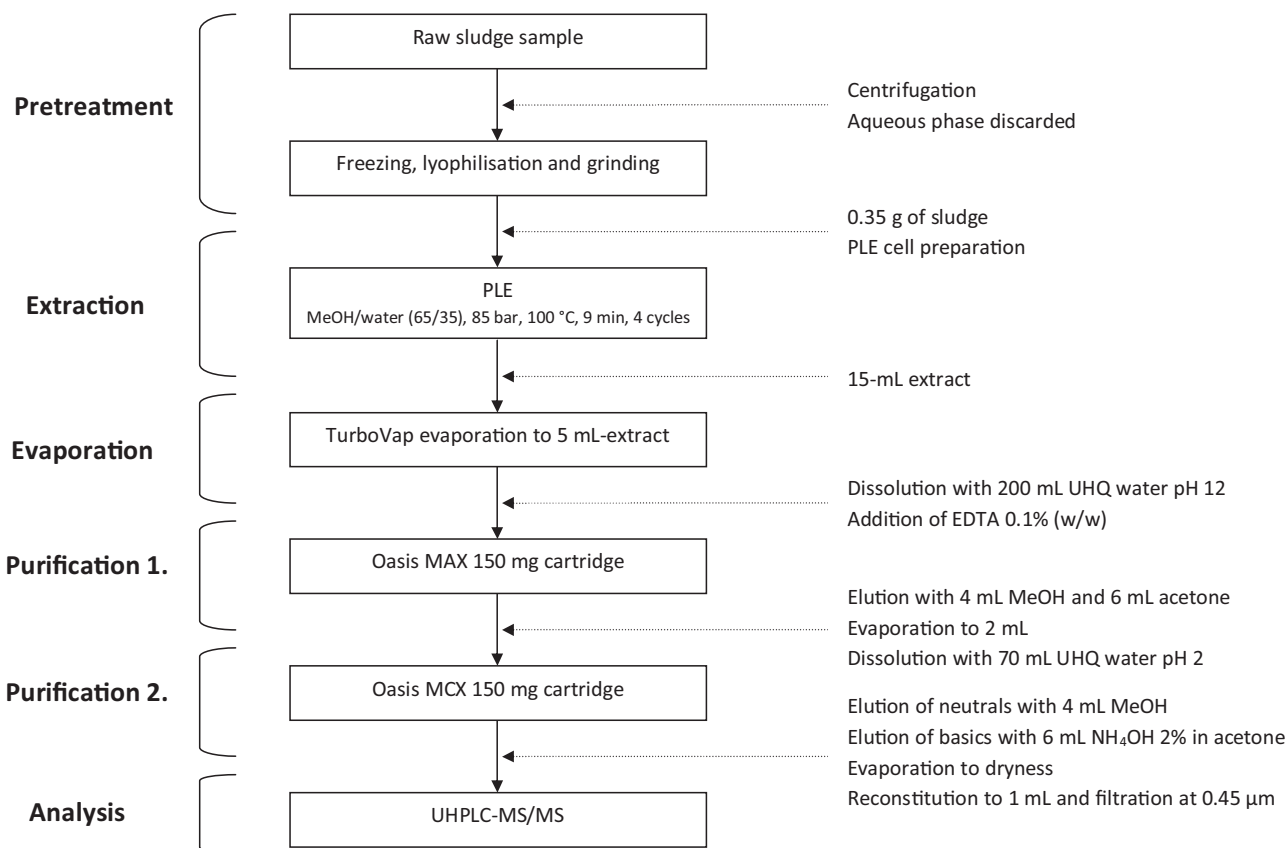 Pretreatment
Raw sludge sample
Centrifugation
Aqueous phase discarded
Freezing, lyophilisation and grinding
0.35 g of sludge
PLE cell preparation
Extraction
PLE
MeOH/water (65/35), 85 bar, 100 °C, 9 min, 4 cycles
15-mL extract
Evaporation
TurboVap evaporation to 5 mL-extract
Dissolution with 200 mL UHQ water pH 12
Addition of EDTA 0.1% (w/w)
Purification 1.
Oasis MAX 150 mg cartridge
Elution with 4 mL MeOH and 6 mL acetone
Evaporation to 2 mL
Dissolution with 70 mL UHQ water pH 2
Purification 2.
Oasis MCX 150 mg cartridge
Elution of neutrals with 4 mL MeOH
Elution of basics with 6 mL NH₄OH 2% in acetone
Evaporation to dryness
Reconstitution to 1 mL and filtration at 0.45 µm
Analysis
UHPLC-MS/MS